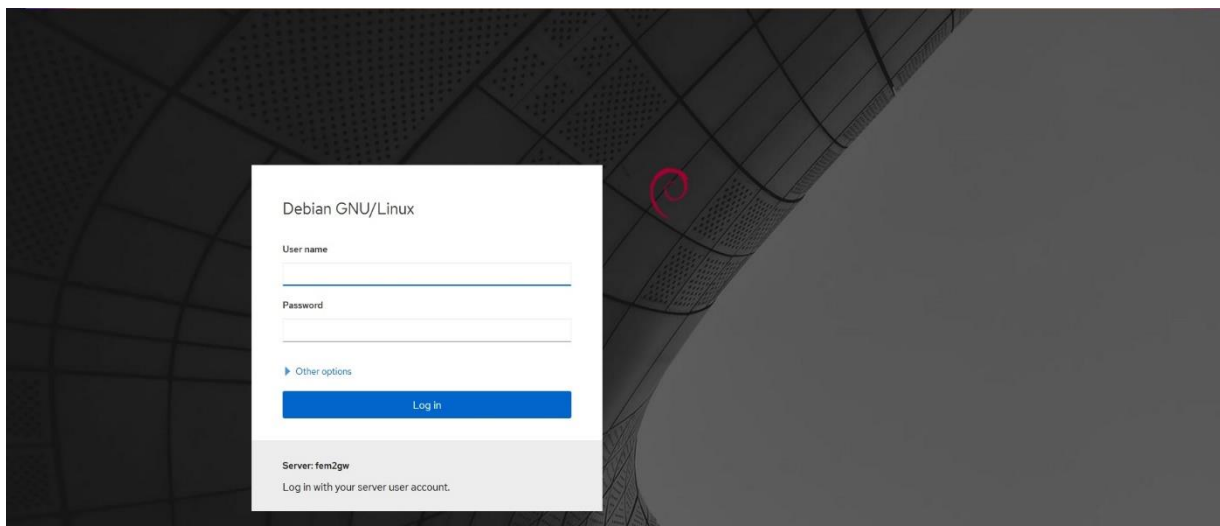 Debian GNU/Linux
User name
Password
Other options
Log in
Server: fem2gw
Log in with your server user account.